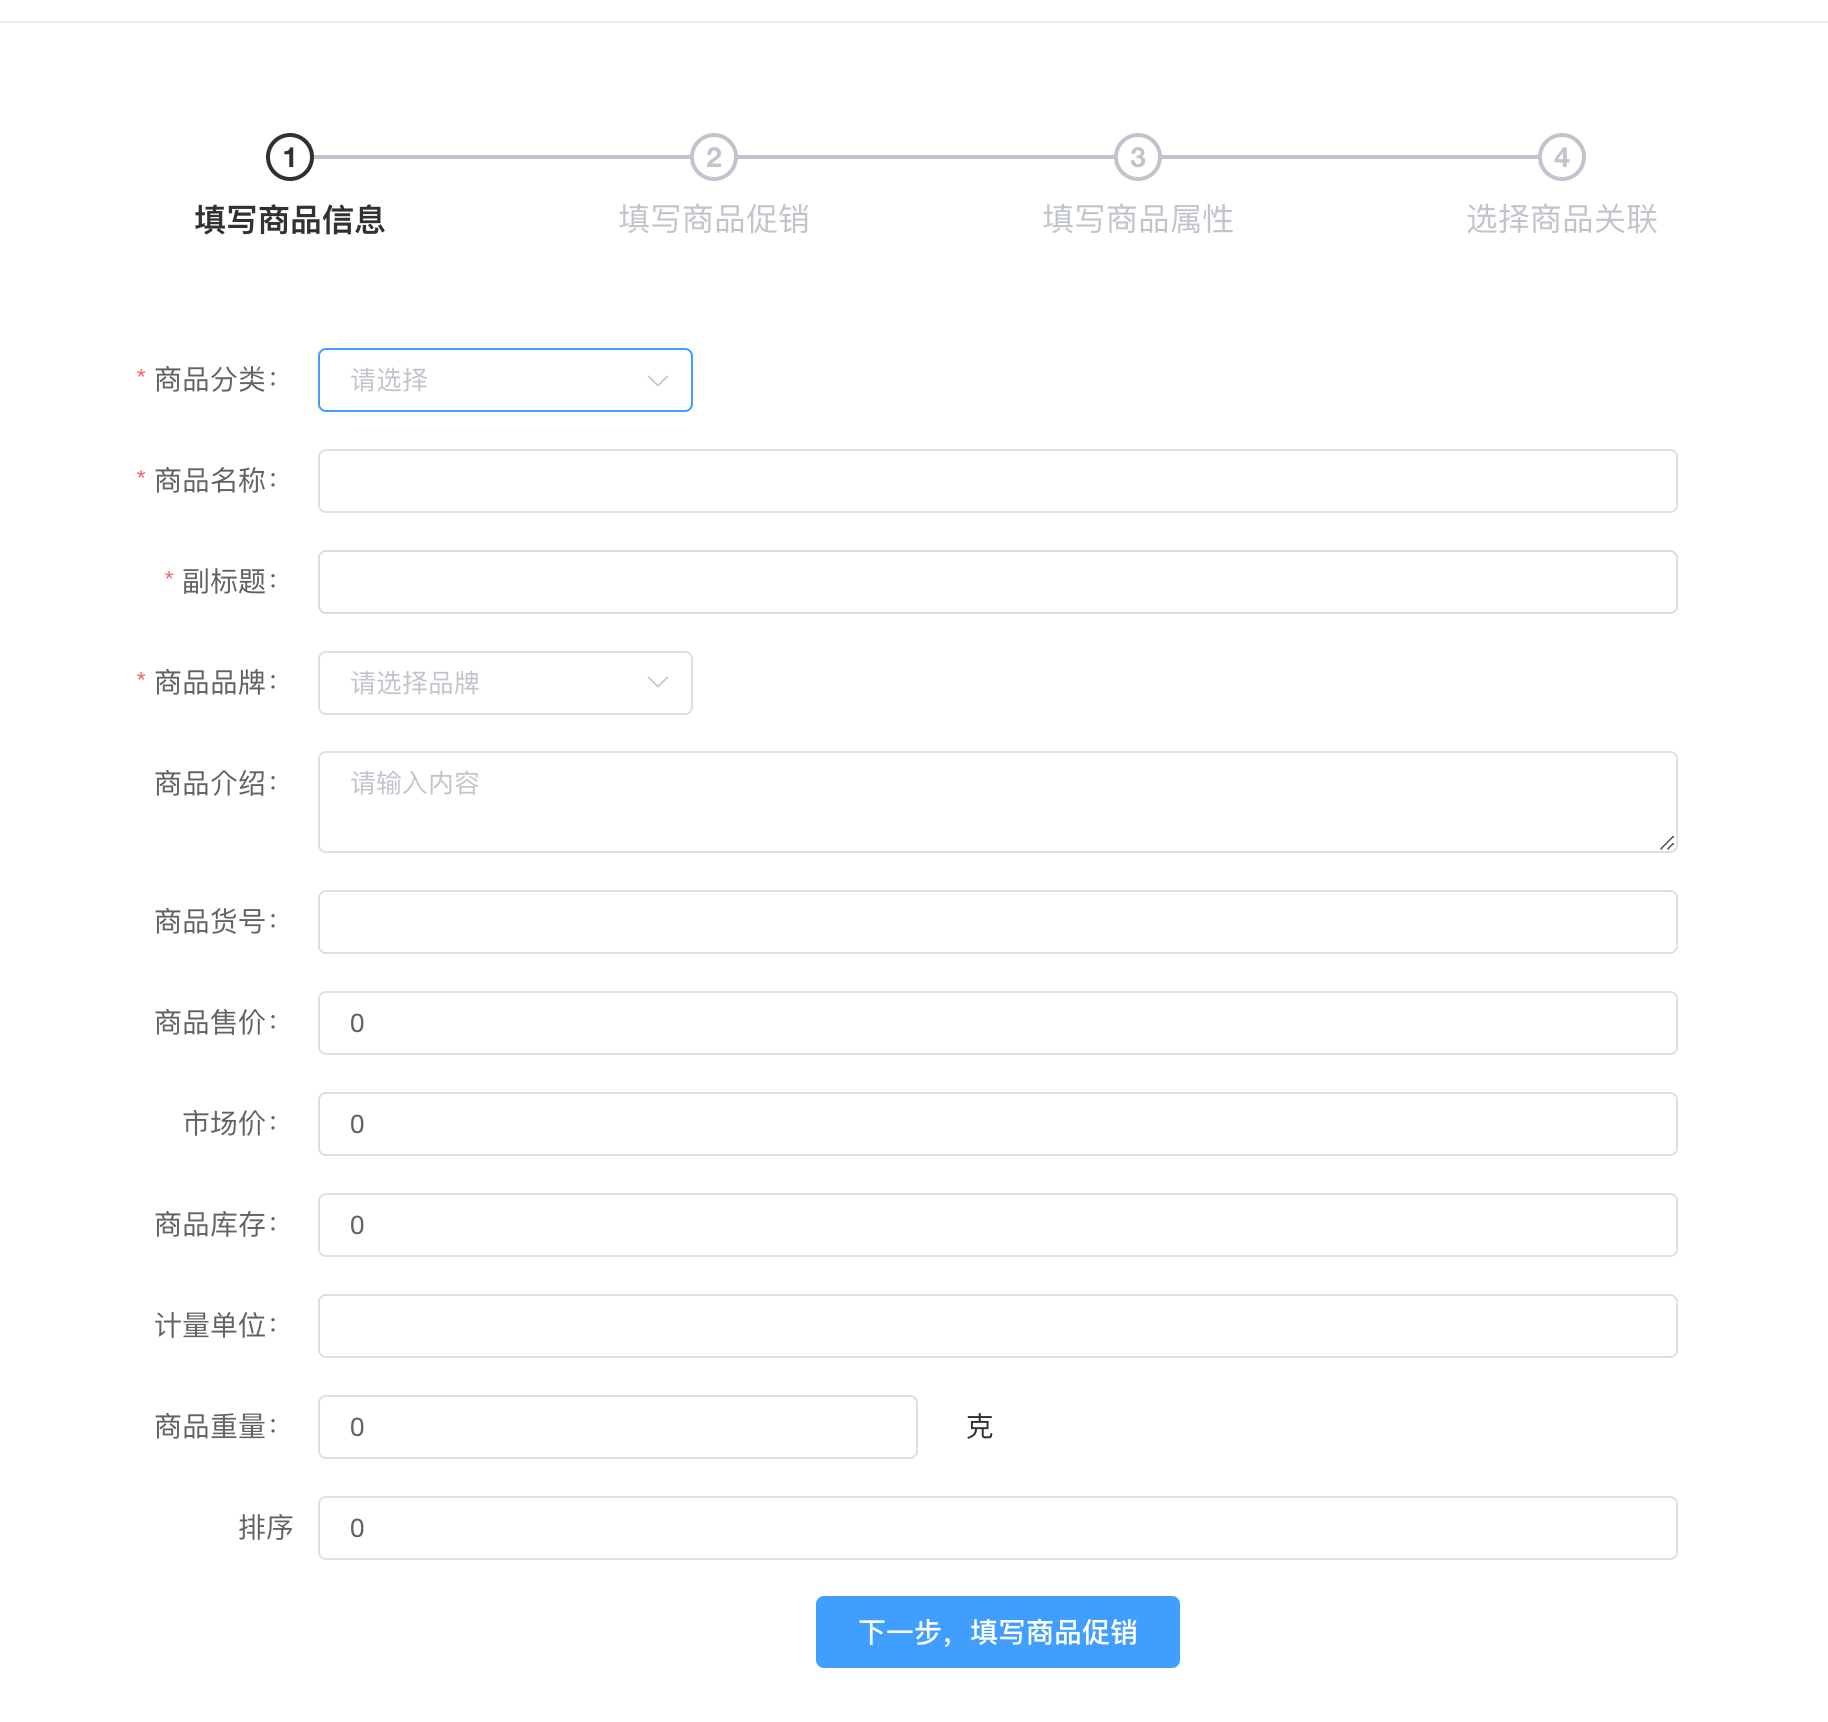 1 2 3 4
填写商品信息 填写商品促销 填写商品属性 选择商品关联
* 商品分类： 请选择
* 商品名称：
* 副标题：
* 商品品牌： 请选择品牌
商品介绍： 请输入内容
商品货号：
商品售价： 0
市场价： 0
商品库存： 0
计量单位：
商品重量： 0 克
排序 0
下一步，填写商品促销